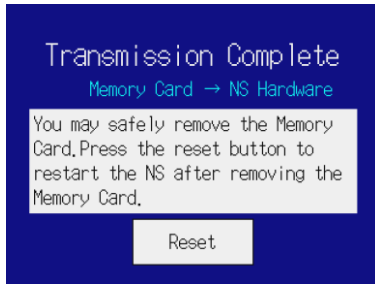 Transmission Complete
Memory Card → NS Hardware
You may safely remove the Memory
Card.Press the reset button to
restart the NS after removing the
Memory Card.
Reset